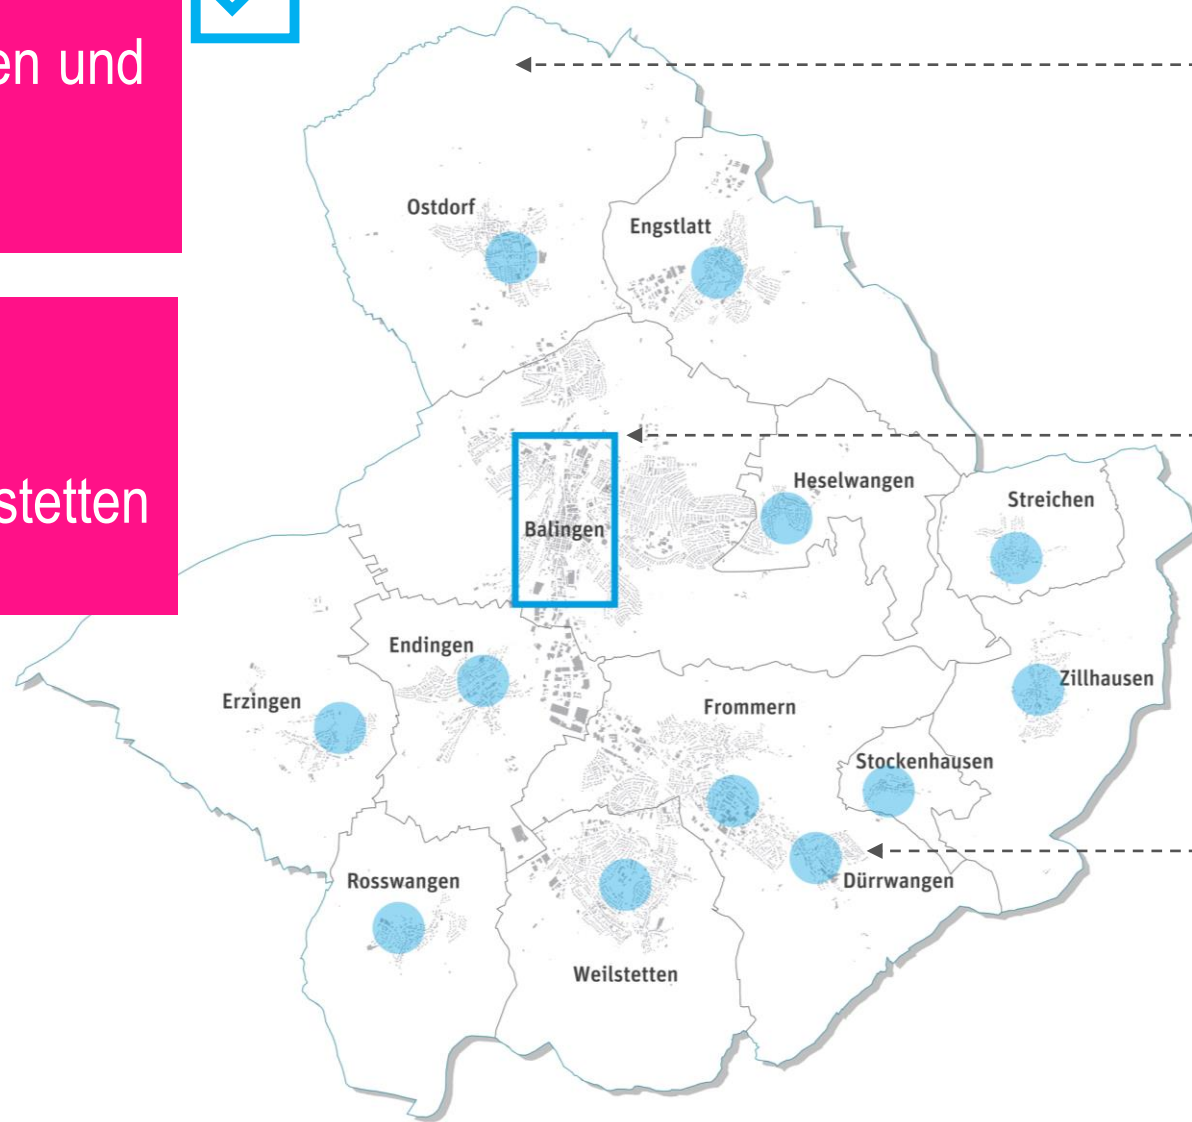 en und
stetten
Ostdorf
Engstlatt
Heselwangen
Streichen
Balingen
Endingen
Zillhausen
Erzingen
Frommern
Stockenhausen
Rosswangen
Dürrwangen
Weilstetten